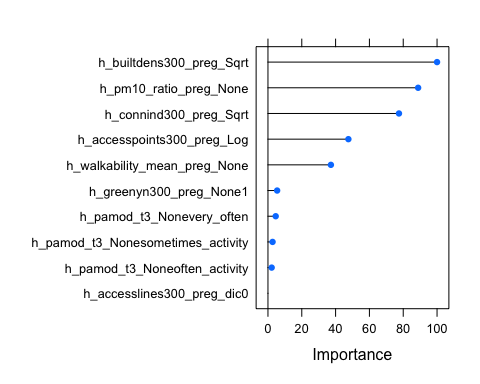 h_builtdens300_preg_Sqrt
h_pm10_ratio_preg_None
h_connind300_preg_Sqrt
h_accesspoints300_preg_Log
h_walkability_mean_preg_None
h_greenyn300_preg_None1
h_pamod_t3_Nonevery_often
h_pamod_t3_Nonesometimes_activity
h_pamod_t3_Noneoften_activity
h_accesslines300_preg_dic0
0 20 40 60 80 100
Importance